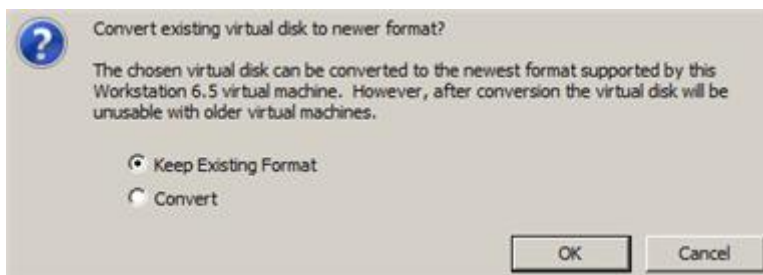 Convert existing virtual disk to newer format?
The chosen virtual disk can be converted to the newest format supported by this
Workstation 6.5 virtual machine. However, after conversion the virtual disk will be
unusable with older virtual machines.
Keep Existing Format
Convert
OK
Cancel